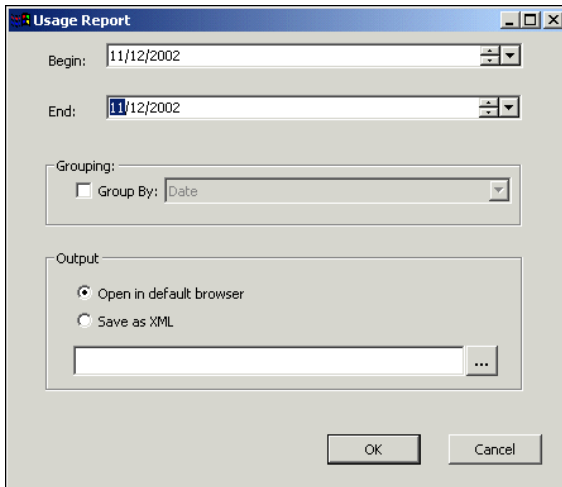 Usage Report
Begin: 11/12/2002
End: 11/12/2002
Grouping:
Group By: Date
Output
Open in default browser
Save as XML
...
OK Cancel